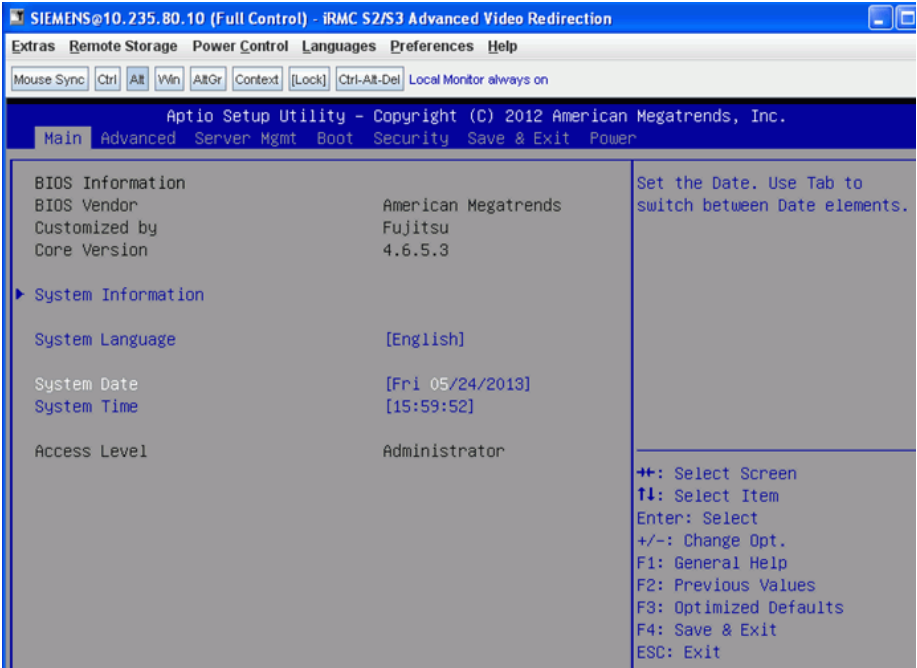 SIEMENS@10.235.80.10 (Full Control) - iRMC S2/S3 Advanced Video Redirection
Extras Remote Storage Power Control Languages Preferences Help
Mouse Sync Ctrl Alt Win AltGr Context [Lock] Ctrl-Alt-Del Local Monitor always on
Aptio Setup Utility - Copyright (C) 2012 American Megatrends, Inc.
Main Advanced Server Mgmt Boot Security Save & Exit Power
BIOS Information
BIOS Vendor American Megatrends
Customized by Fujitsu
Core Version 4.6.5.3
System Information
System Language [English]
System Date [Fri 05/24/2013]
System Time [15:59:52]
Access Level Administrator
Set the Date. Use Tab to
switch between Date elements.
→←: Select Screen
↑↓: Select Item
Enter: Select
+/-: Change Opt.
F1: General Help
F2: Previous Values
F3: Optimized Defaults
F4: Save & Exit
ESC: Exit